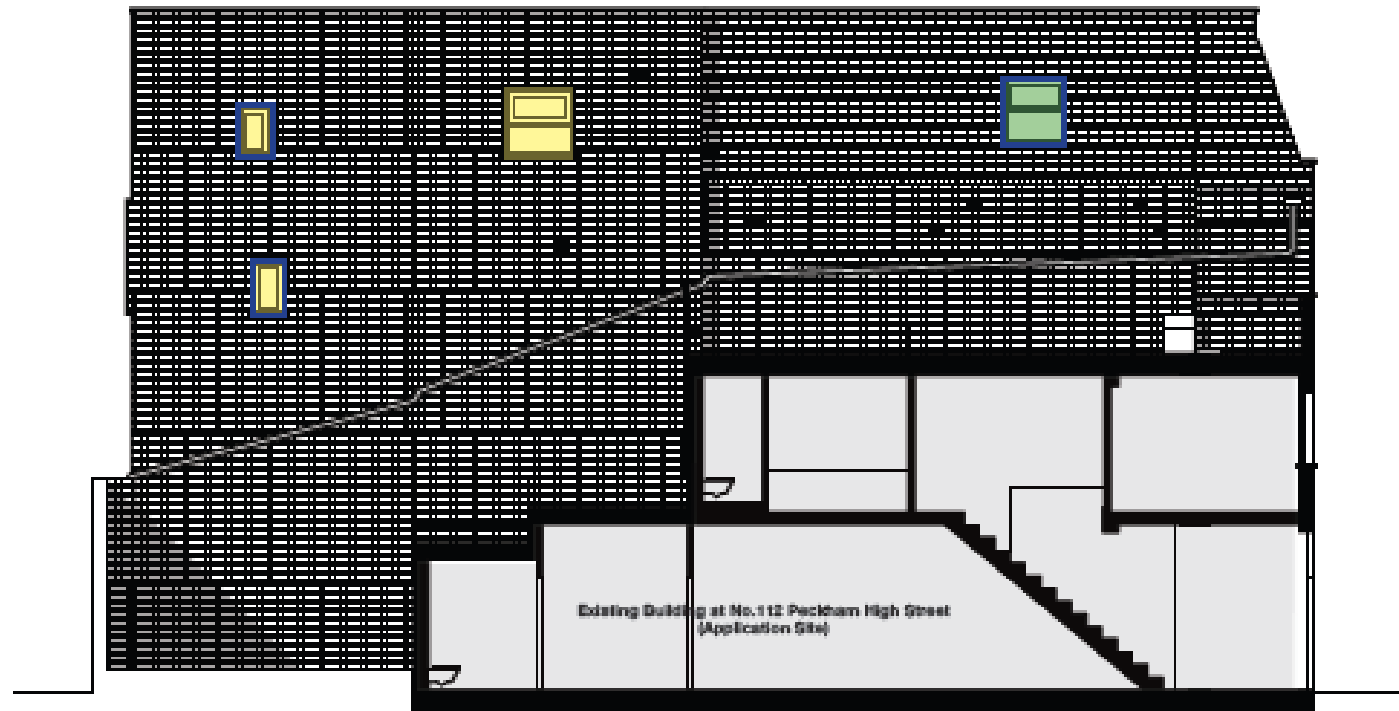 Existing Building at No.112 Peckham High Street
(Application Site)